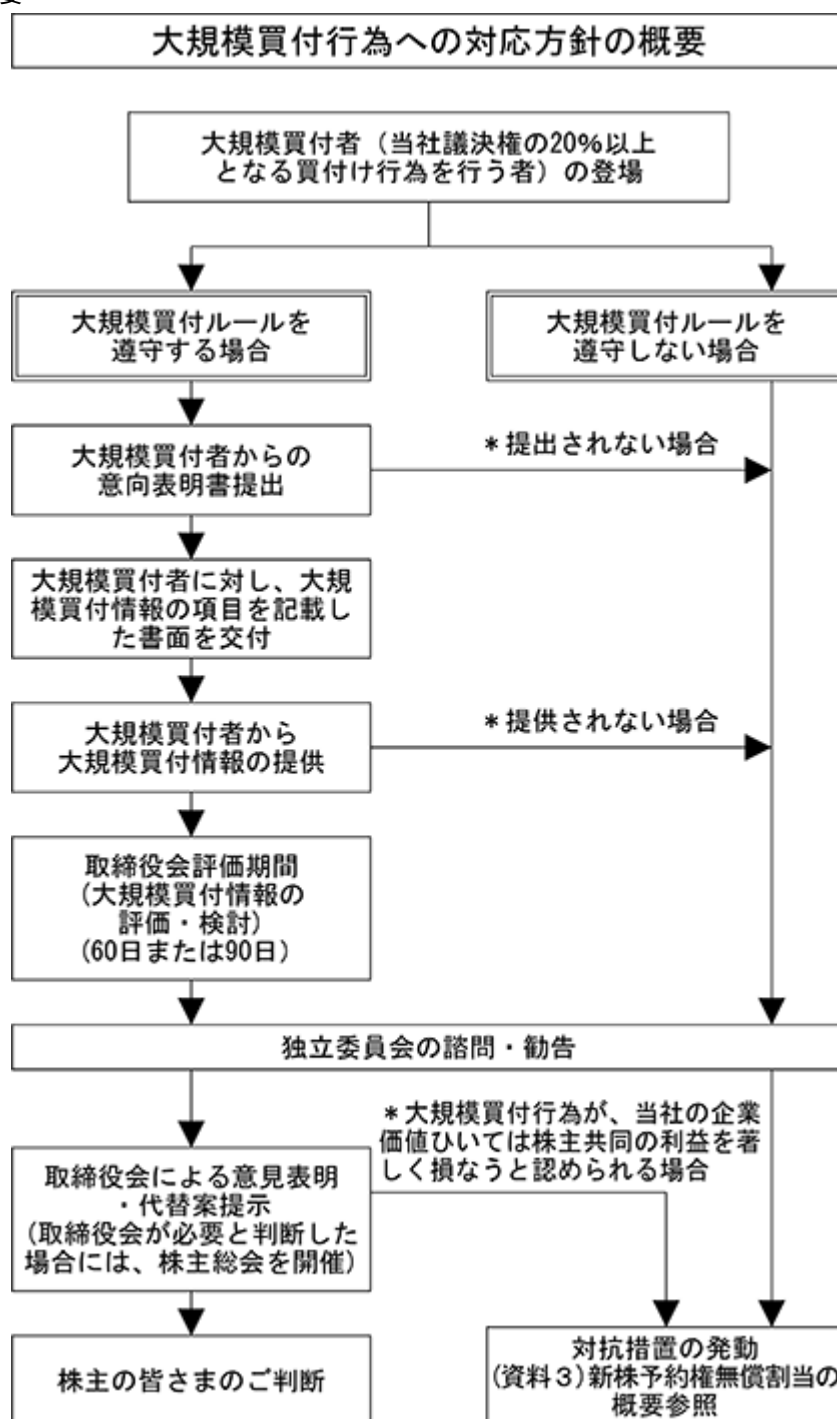 大規模買付行為への対応方針の概要
大規模買付者（当社議決権の20%以上
となる買付け行為を行う者）の登場
大規模買付ルールを
遵守する場合
大規模買付ルールを
遵守しない場合
大規模買付者からの
意向表明書提出
＊提出されない場合
大規模買付者に対し、大規
模買付情報の項目を記載し
た書面を交付
大規模買付者から
大規模買付情報の提供
＊提供されない場合
取締役会評価期間
(大規模買付情報の
評価・検討)
(60日または90日)
独立委員会の諮問・勧告
＊大規模買付行為が、当社の企業
価値ひいては株主共同の利益を著
しく損なうと認められる場合
取締役会による意見表明
・代替案提示
(取締役会が必要と判断した
場合には、株主総会を開催)
株主の皆さまのご判断
対抗措置の発動
(資料３)新株予約権無償割当の
概要参照